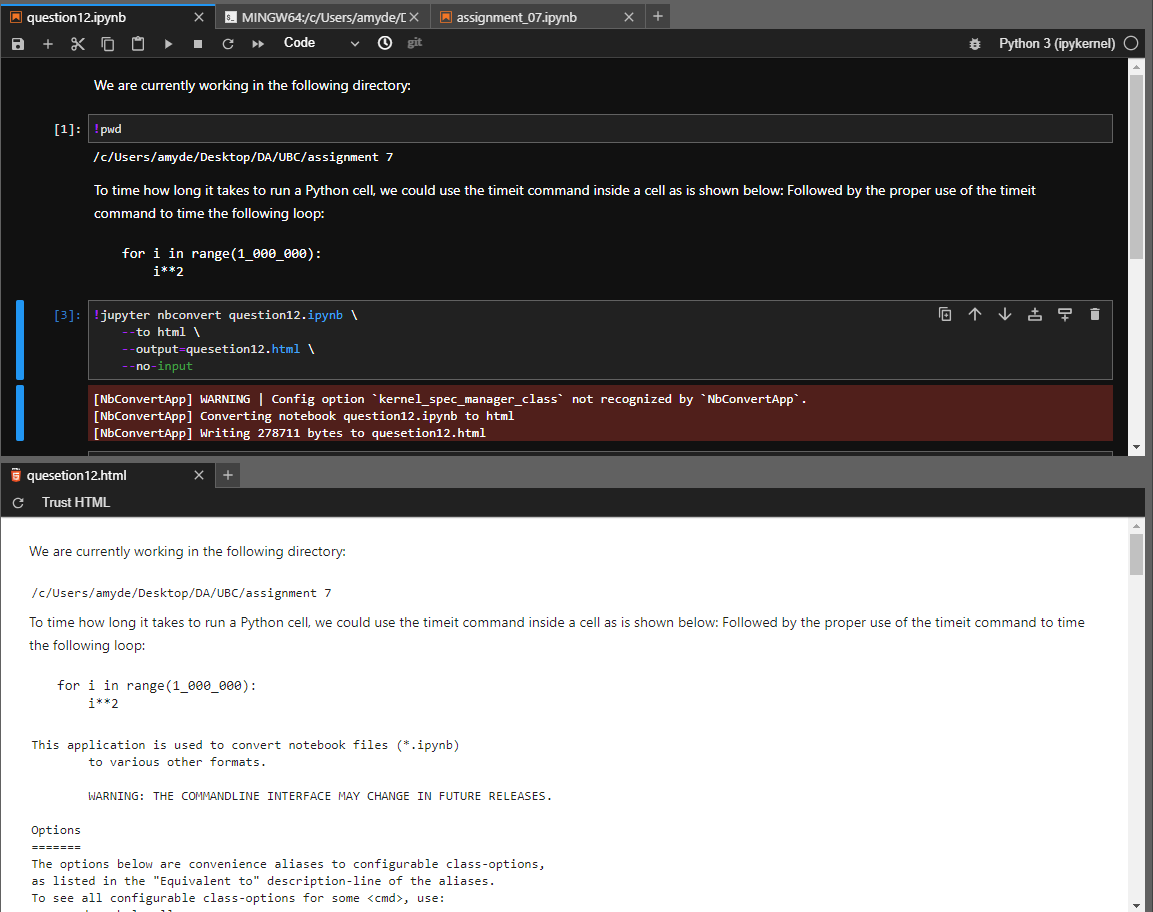 question12.ipynb
MINGW64:/c/Users/amyde/D
assignment_07.ipynb
Code
git
Python 3 (ipykernel)
We are currently working in the following directory:
[1]:
!pwd
/c/Users/amyde/Desktop/DA/UBC/assignment 7
To time how long it takes to run a Python cell, we could use the timeit command inside a cell as is shown below: Followed by the proper use of the timeit
command to time the following loop:
for i in range(1_000_000):
    i**2
[3]:
!jupyter nbconvert question12.ipynb \
    --to html \
    --output=quesetion12.html \
    --no-input
[NbConvertApp] WARNING | Config option `kernel_spec_manager_class` not recognized by `NbConvertApp`.
[NbConvertApp] Converting notebook question12.ipynb to html
[NbConvertApp] Writing 278711 bytes to quesetion12.html
quesetion12.html
Trust HTML
We are currently working in the following directory:
/c/Users/amyde/Desktop/DA/UBC/assignment 7
To time how long it takes to run a Python cell, we could use the timeit command inside a cell as is shown below: Followed by the proper use of the timeit command to time
the following loop:
for i in range(1_000_000):
    i**2
This application is used to convert notebook files (*.ipynb)
        to various other formats.
        WARNING: THE COMMANDLINE INTERFACE MAY CHANGE IN FUTURE RELEASES.
Options
=======
The options below are convenience aliases to configurable class-options,
as listed in the "Equivalent to" description-line of the aliases.
To see all configurable class-options for some <cmd>, use: